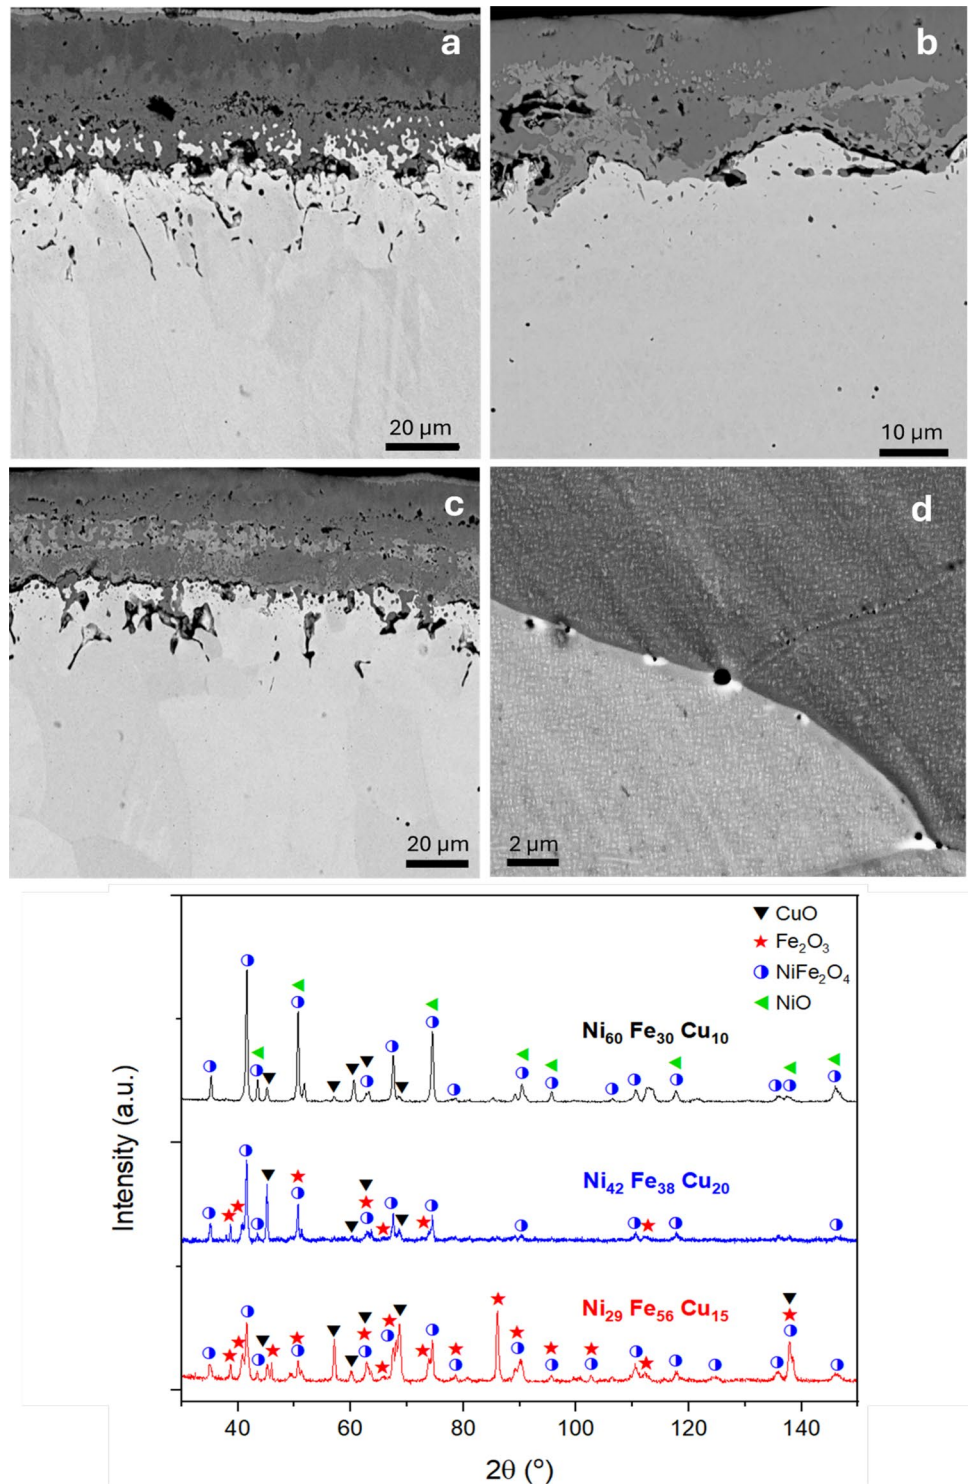 a
b
20 µm
10 µm
c
d
20 µm
2 µm
CuO
Fe₂O₃
NiFe₂O₄
NiO
Ni₆₀ Fe₃₀ Cu₁₀
Ni₄₂ Fe₃₈ Cu₂₀
Ni₂₉ Fe₅₆ Cu₁₅
Intensity (a.u.)
40 60 80 100 120 140
2θ (°)